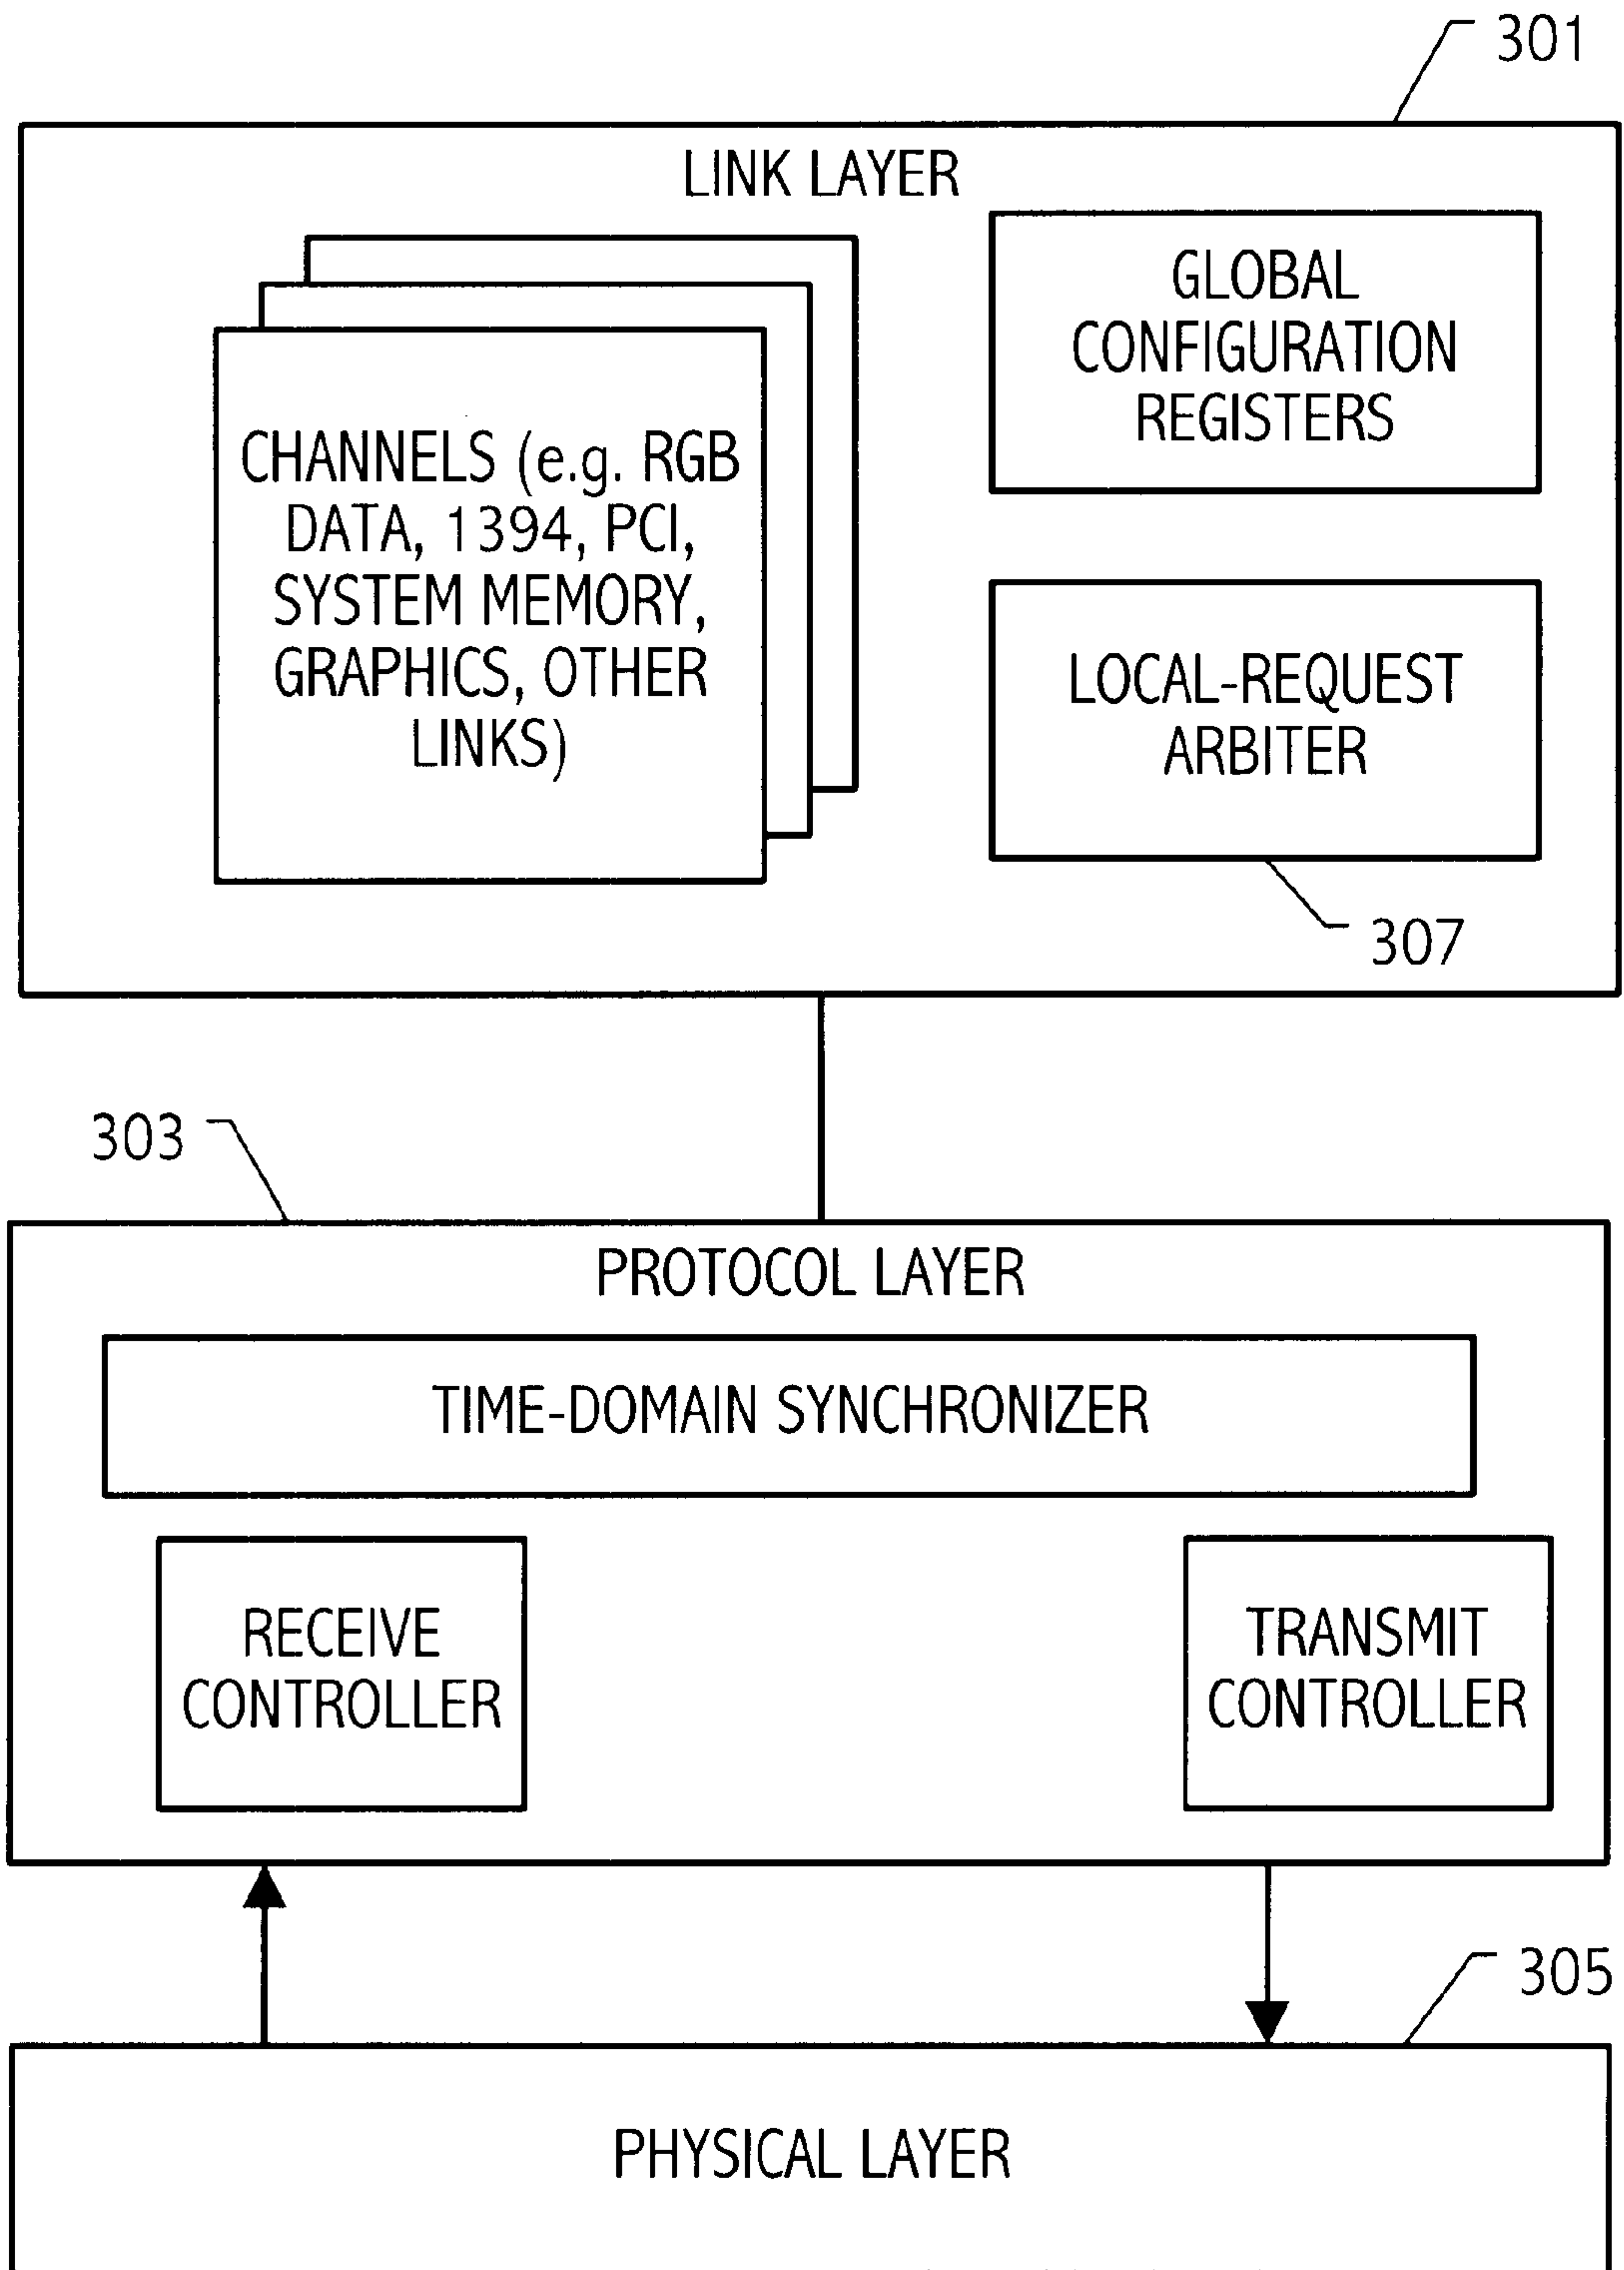 301
LINK LAYER
GLOBAL
CONFIGURATION
REGISTERS
CHANNELS (e.g. RGB
DATA, 1394, PCI,
SYSTEM MEMORY,
GRAPHICS, OTHER
LINKS)
LOCAL-REQUEST
ARBITER
307
303
PROTOCOL LAYER
TIME-DOMAIN SYNCHRONIZER
RECEIVE
CONTROLLER
TRANSMIT
CONTROLLER
305
PHYSICAL LAYER